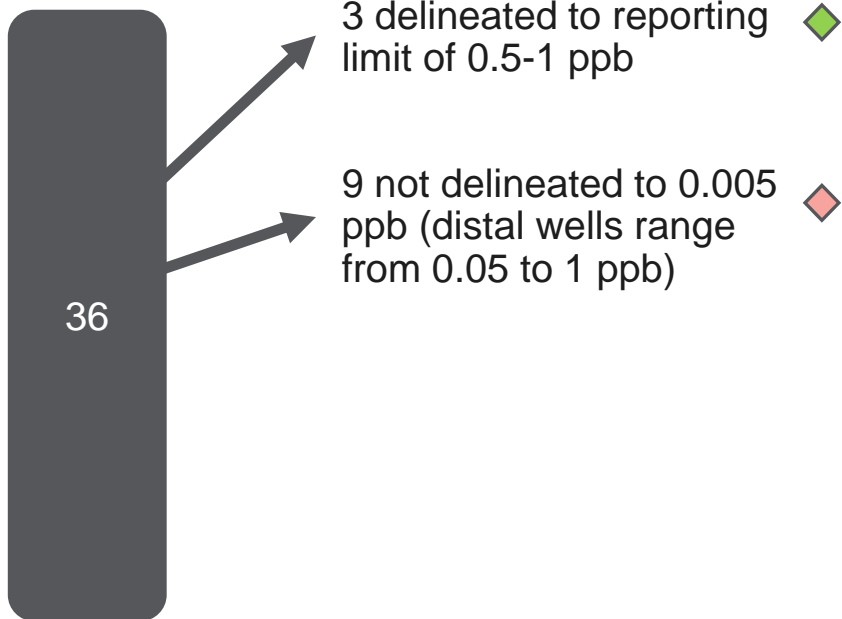 3 delineated to reporting
limit of 0.5-1 ppb
9 not delineated to 0.005
ppb (distal wells range
from 0.05 to 1 ppb)
36